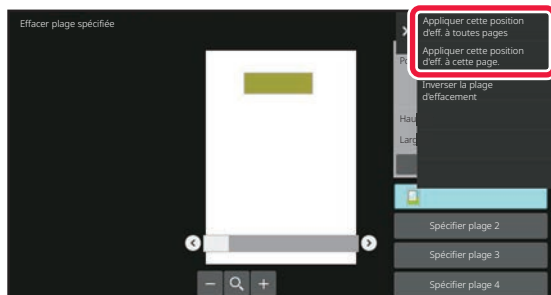 Effacer plage spécifiée
Appliquer cette position
d'eff. à toutes pages
Appliquer cette position
d'eff. à cette page.
Inverser la plage
d'effacement
Hau
Larg
Spécifier plage 2
Spécifier plage 3
Spécifier plage 4